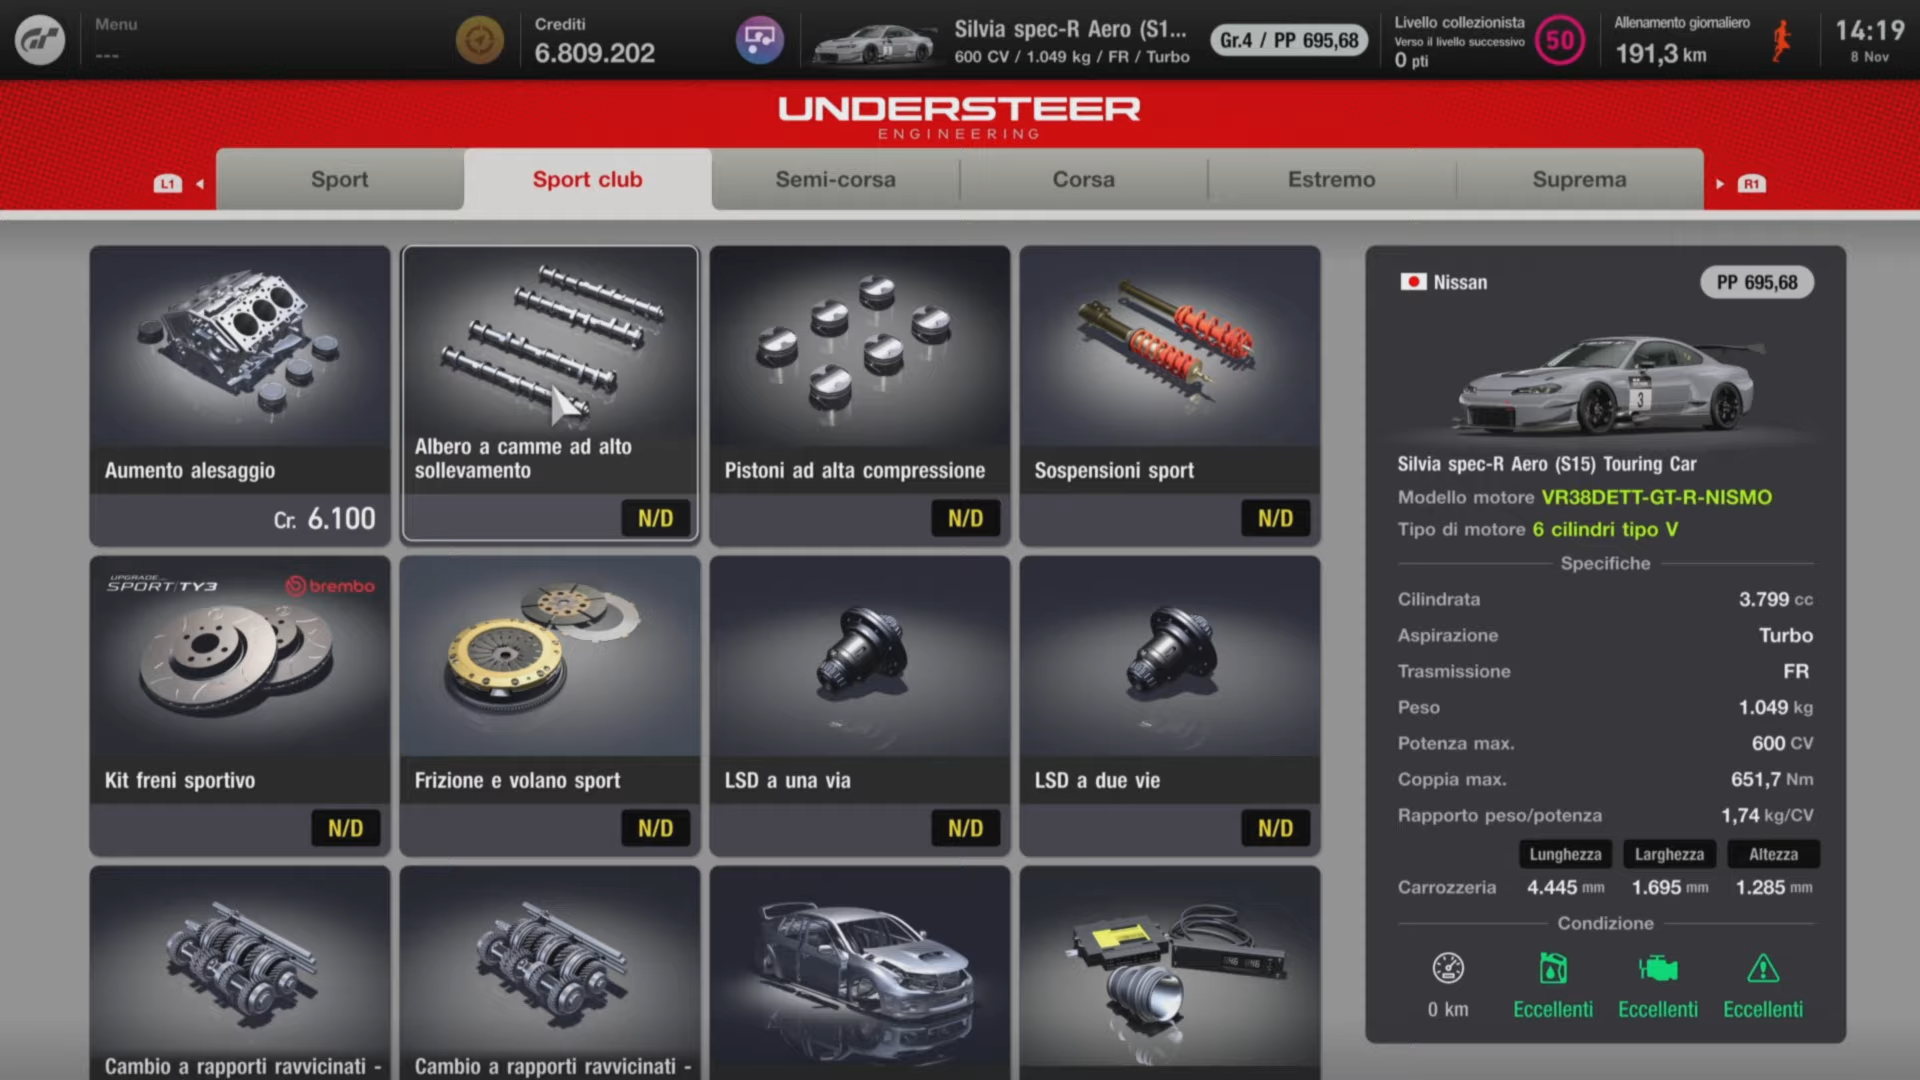 Menu
---
Crediti
6.809.202
Silvia spec-R Aero (S1...
600 CV / 1.049 kg / FR / Turbo
Gr.4 / PP 695,68
Livello collezionista
Verso il livello successivo
0 pti
50
Allenamento giornaliero
191,3 km
14:19
8 Nov
UNDERSTEER
ENGINEERING
L1
Sport
Sport club
Semi-corsa
Corsa
Estremo
Suprema
R1
Aumento alesaggio
Cr. 6.100
Albero a camme ad alto
sollevamento
N/D
Pistoni ad alta compressione
N/D
Sospensioni sport
N/D
UPGRADE
SPORT/TY3
brembo
Kit freni sportivo
N/D
Frizione e volano sport
N/D
LSD a una via
N/D
LSD a due vie
N/D
Cambio a rapporti ravvicinati -
Cambio a rapporti ravvicinati -
Nissan
PP 695,68
3
Silvia spec-R Aero (S15) Touring Car
Modello motore VR38DETT-GT-R-NISMO
Tipo di motore 6 cilindri tipo V
Specifiche
Cilindrata 3.799 cc
Aspirazione Turbo
Trasmissione FR
Peso 1.049 kg
Potenza max. 600 CV
Coppia max. 651,7 Nm
Rapporto peso/potenza 1,74 kg/CV
Lunghezza Larghezza Altezza
Carrozzeria 4.445 mm 1.695 mm 1.285 mm
Condizione
0 km Eccellenti Eccellenti Eccellenti